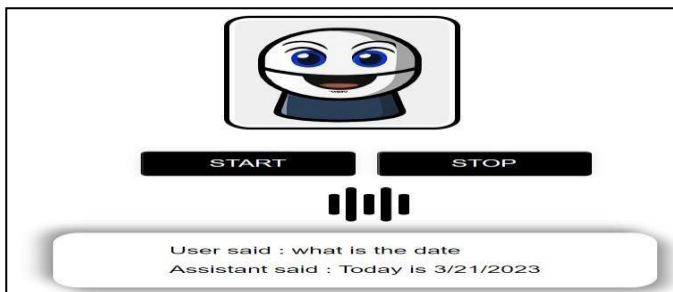 START
STOP
User said : what is the date
Assistant said : Today is 3/21/2023